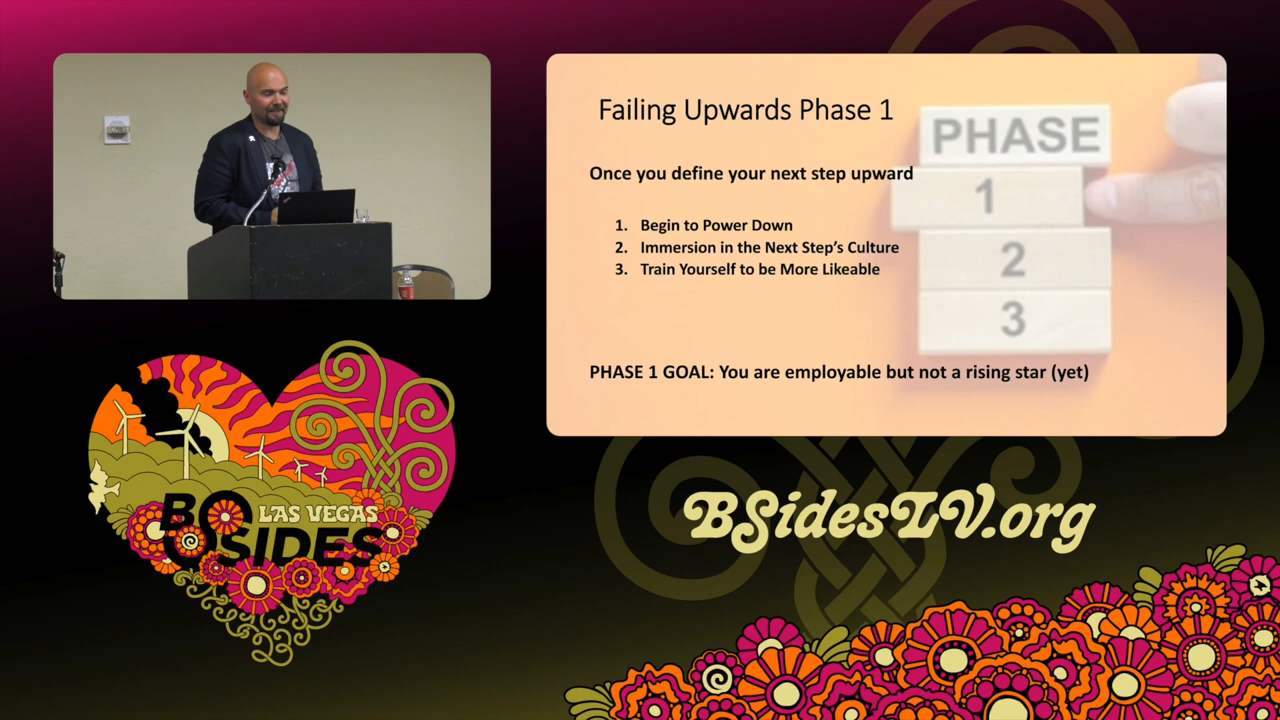 Failing Upwards Phase 1
Once you define your next step upward
1. Begin to Power Down
2. Immersion in the Next Step's Culture
3. Train Yourself to be More Likeable
PHASE 1 GOAL: You are employable but not a rising star (yet)
PHASE
1
2
3
LAS VEGAS
BSIDES
BSidesLV.org